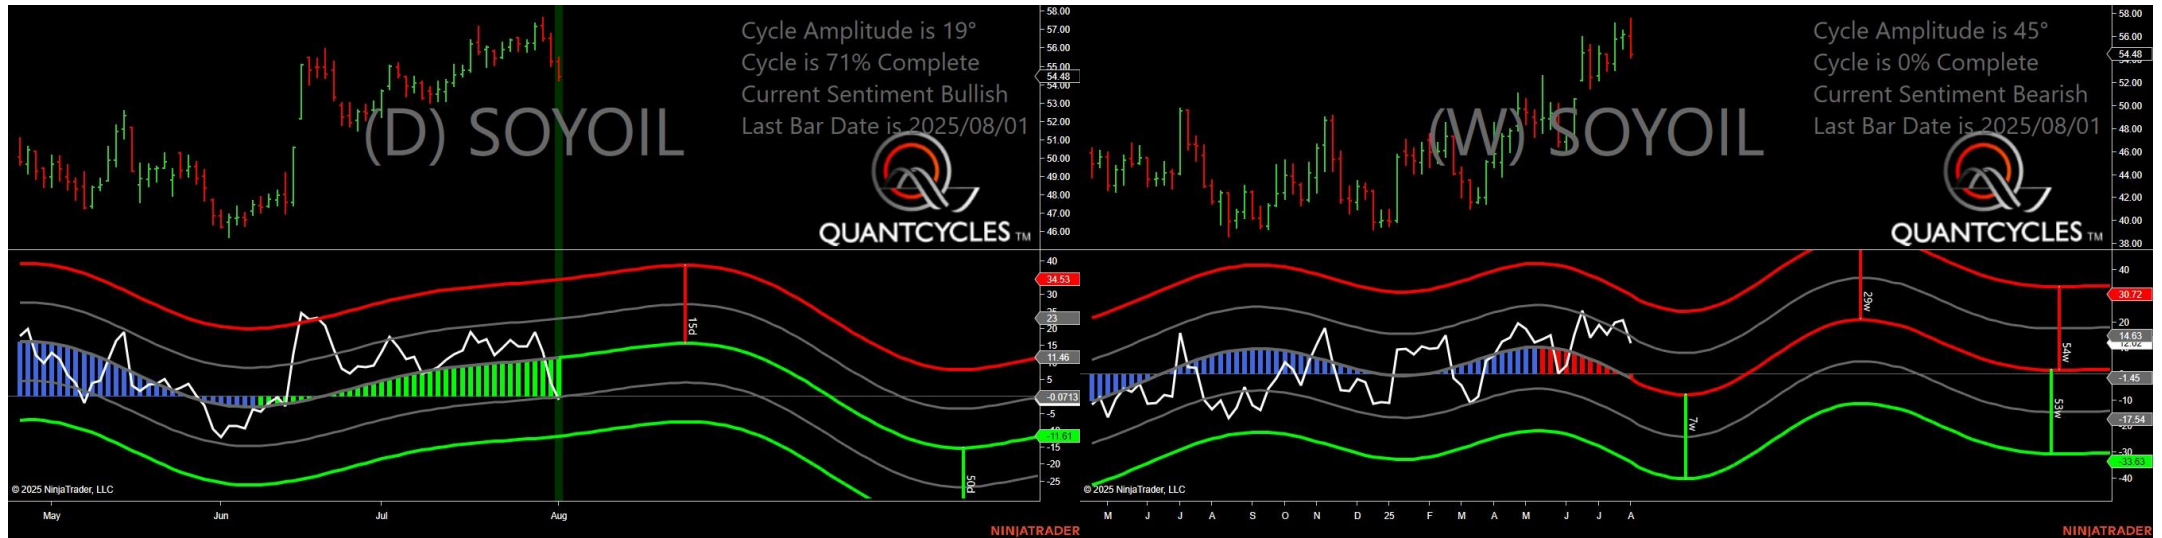 Cycle Amplitude is 19°
Cycle is 71% Complete
Current Sentiment Bullish
Last Bar Date is 2025/08/01
(D) SOYOIL
QUANTCYCLES TM
58.00
57.00
56.00
55.00
54.48
54.00
53.00
52.00
51.00
50.00
49.00
48.00
47.00
46.00
40
34.53
30
23
20
15
11.46
5
-0.0713
-5
-11.61
-15
-20
-25
15d
50d
© 2025 NinjaTrader, LLC
May
Jun
Jul
Aug
NINJATRADER
Cycle Amplitude is 45°
Cycle is 0% Complete
Current Sentiment Bearish
Last Bar Date is 2025/08/01
(W) SOYOIL
QUANTCYCLES TM
58.00
56.00
54.48
52.00
50.00
48.00
46.00
44.00
42.00
40.00
38.00
40
30.72
20
14.63
-1.45
-10
-17.54
-30
-33.63
-40
29w
54w
7w
53w
© 2025 NinjaTrader, LLC
M
J
J
A
S
O
N
D
25
F
M
A
M
J
J
A
NINJATRADER